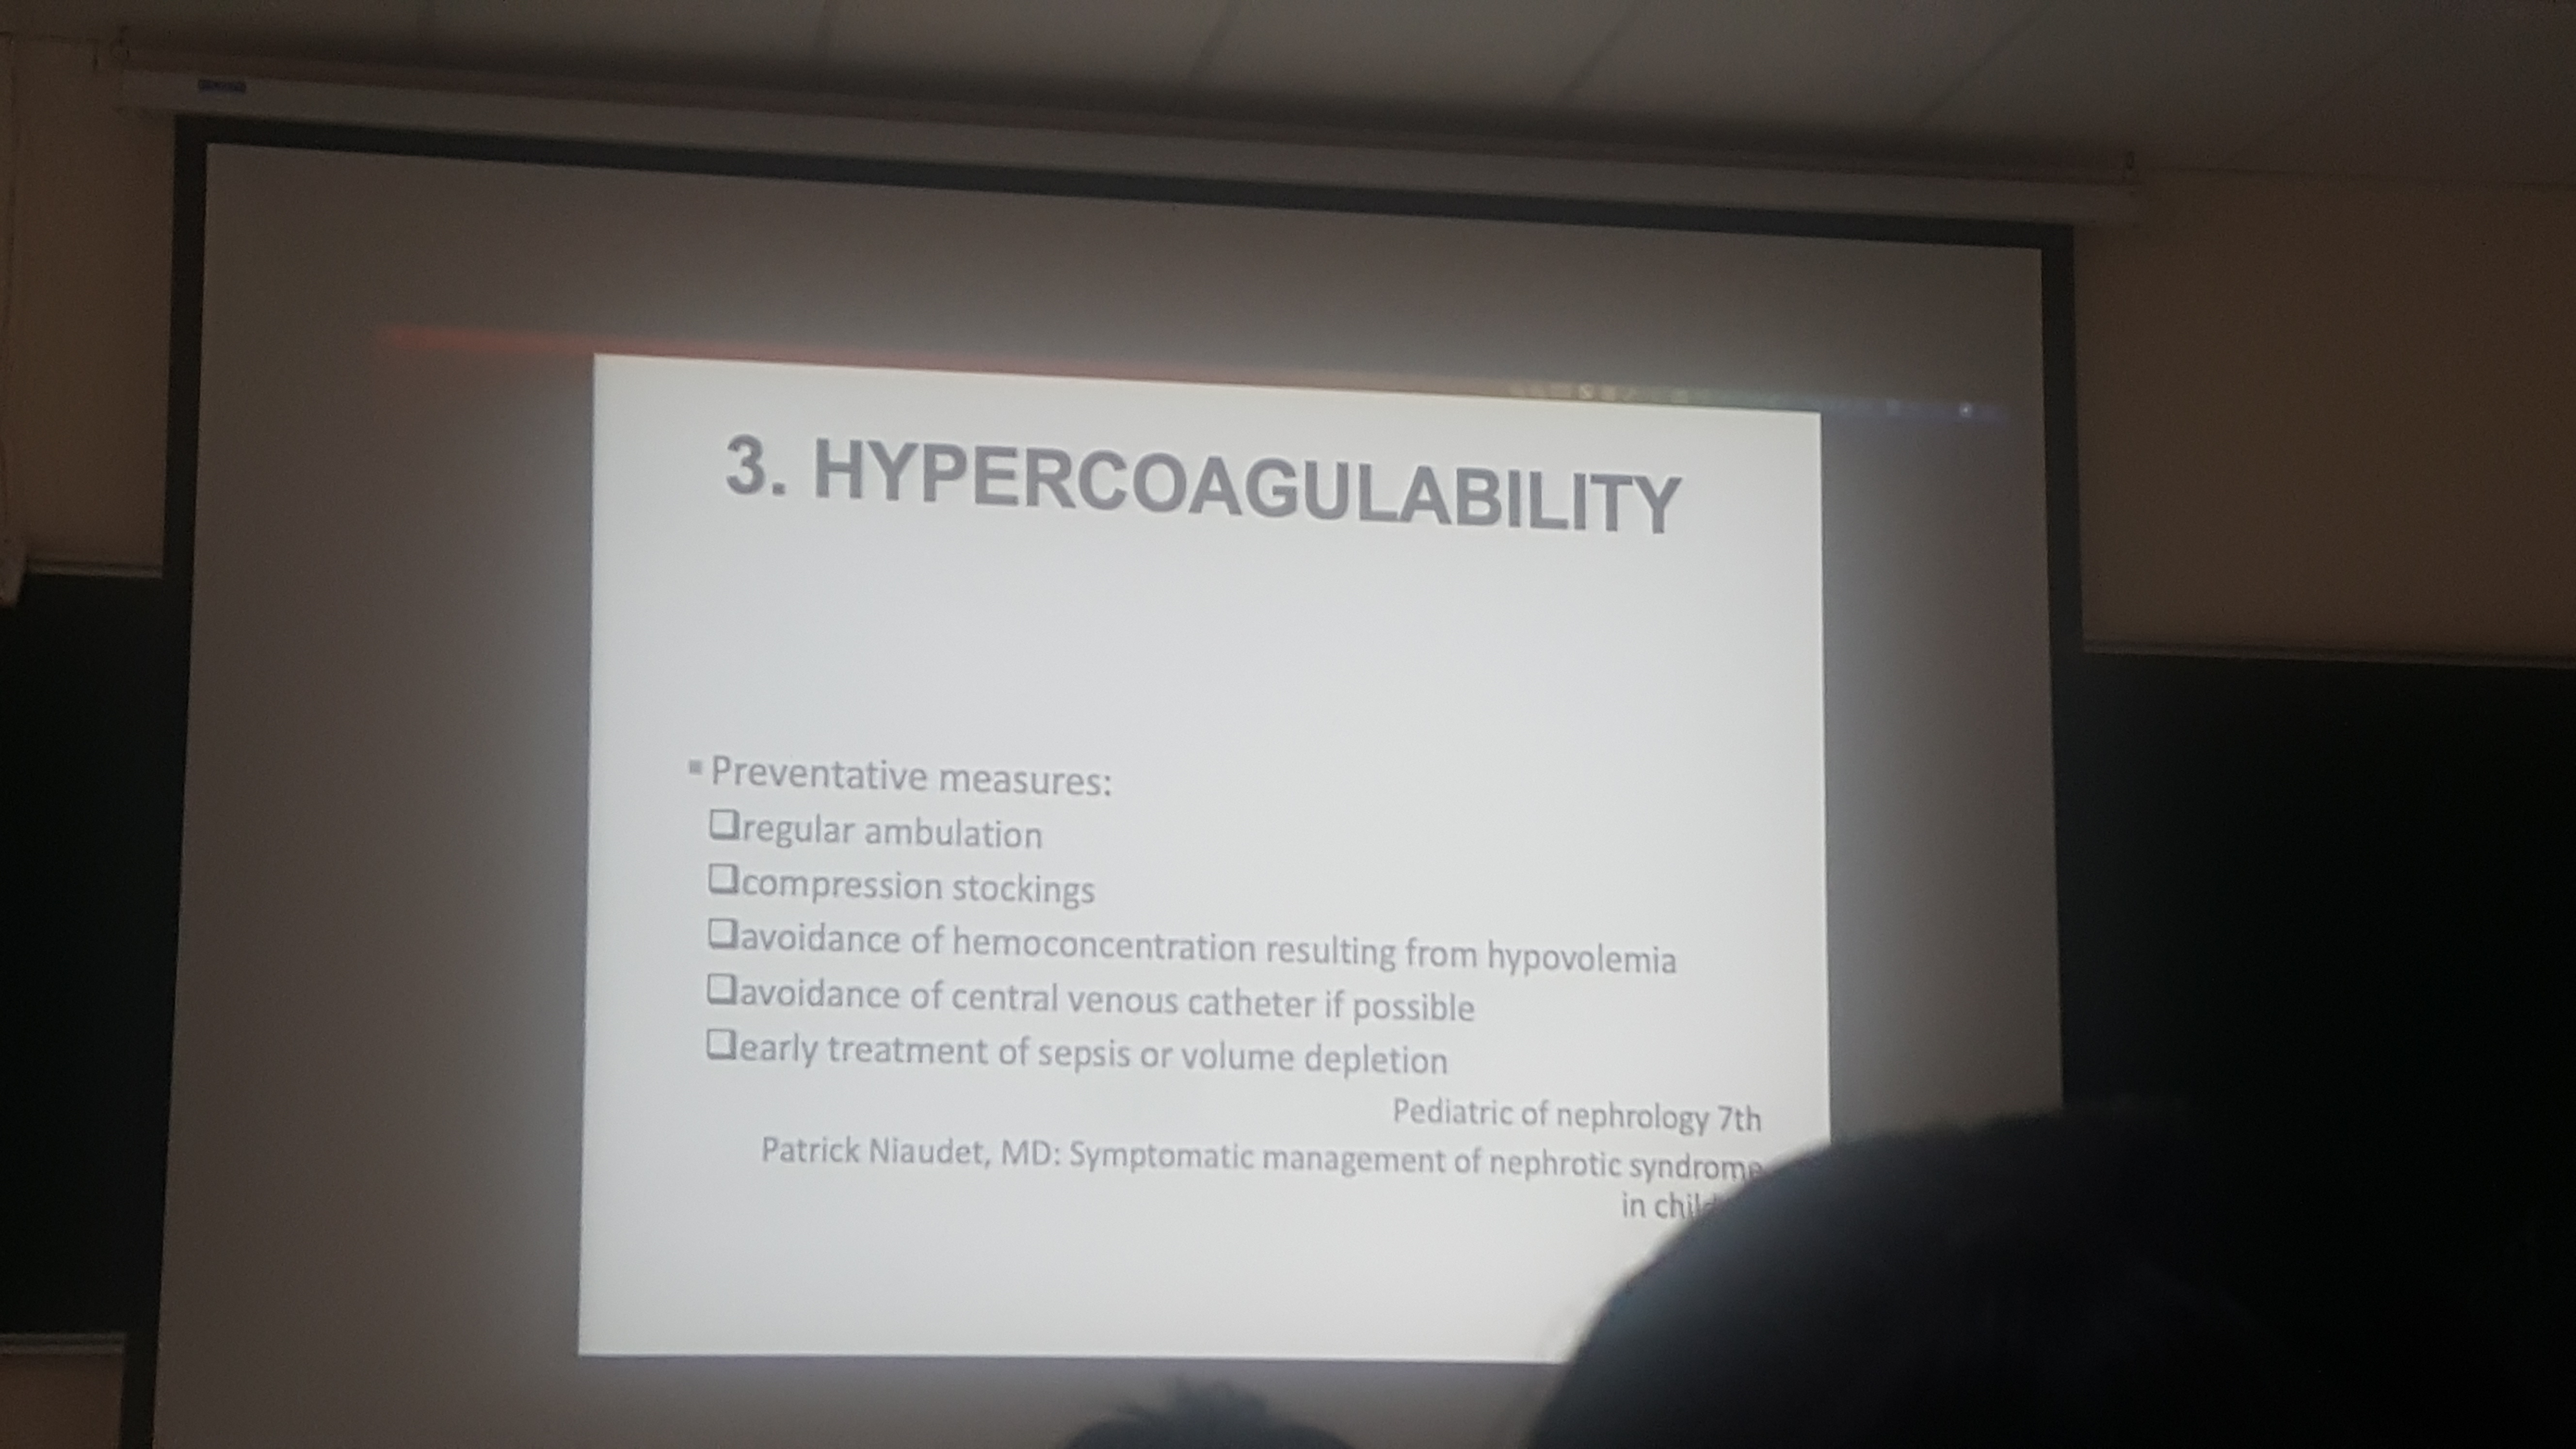 3. HYPERCOAGULABILITY
▪ Preventative measures:
❑regular ambulation
❑compression stockings
❑avoidance of hemoconcentration resulting from hypovolemia
❑avoidance of central venous catheter if possible
❑early treatment of sepsis or volume depletion
Pediatric of nephrology 7th
Patrick Niaudet, MD: Symptomatic management of nephrotic syndrome
in